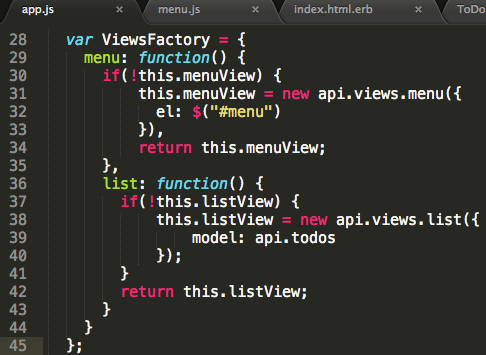 app.js × menu.js × index.html.erb × ToDo
28 var ViewsFactory = {
29   menu: function() {
30     if(!this.menuView) {
31         this.menuView = new api.views.menu({
32           el: $("#menu")
33         }),
34         return this.menuView;
35     },
36     list: function() {
37       if(!this.listView) {
38           this.listView = new api.views.list({
39               model: api.todos
40           });
41       }
42       return this.listView;
43     }
44   }
45 };